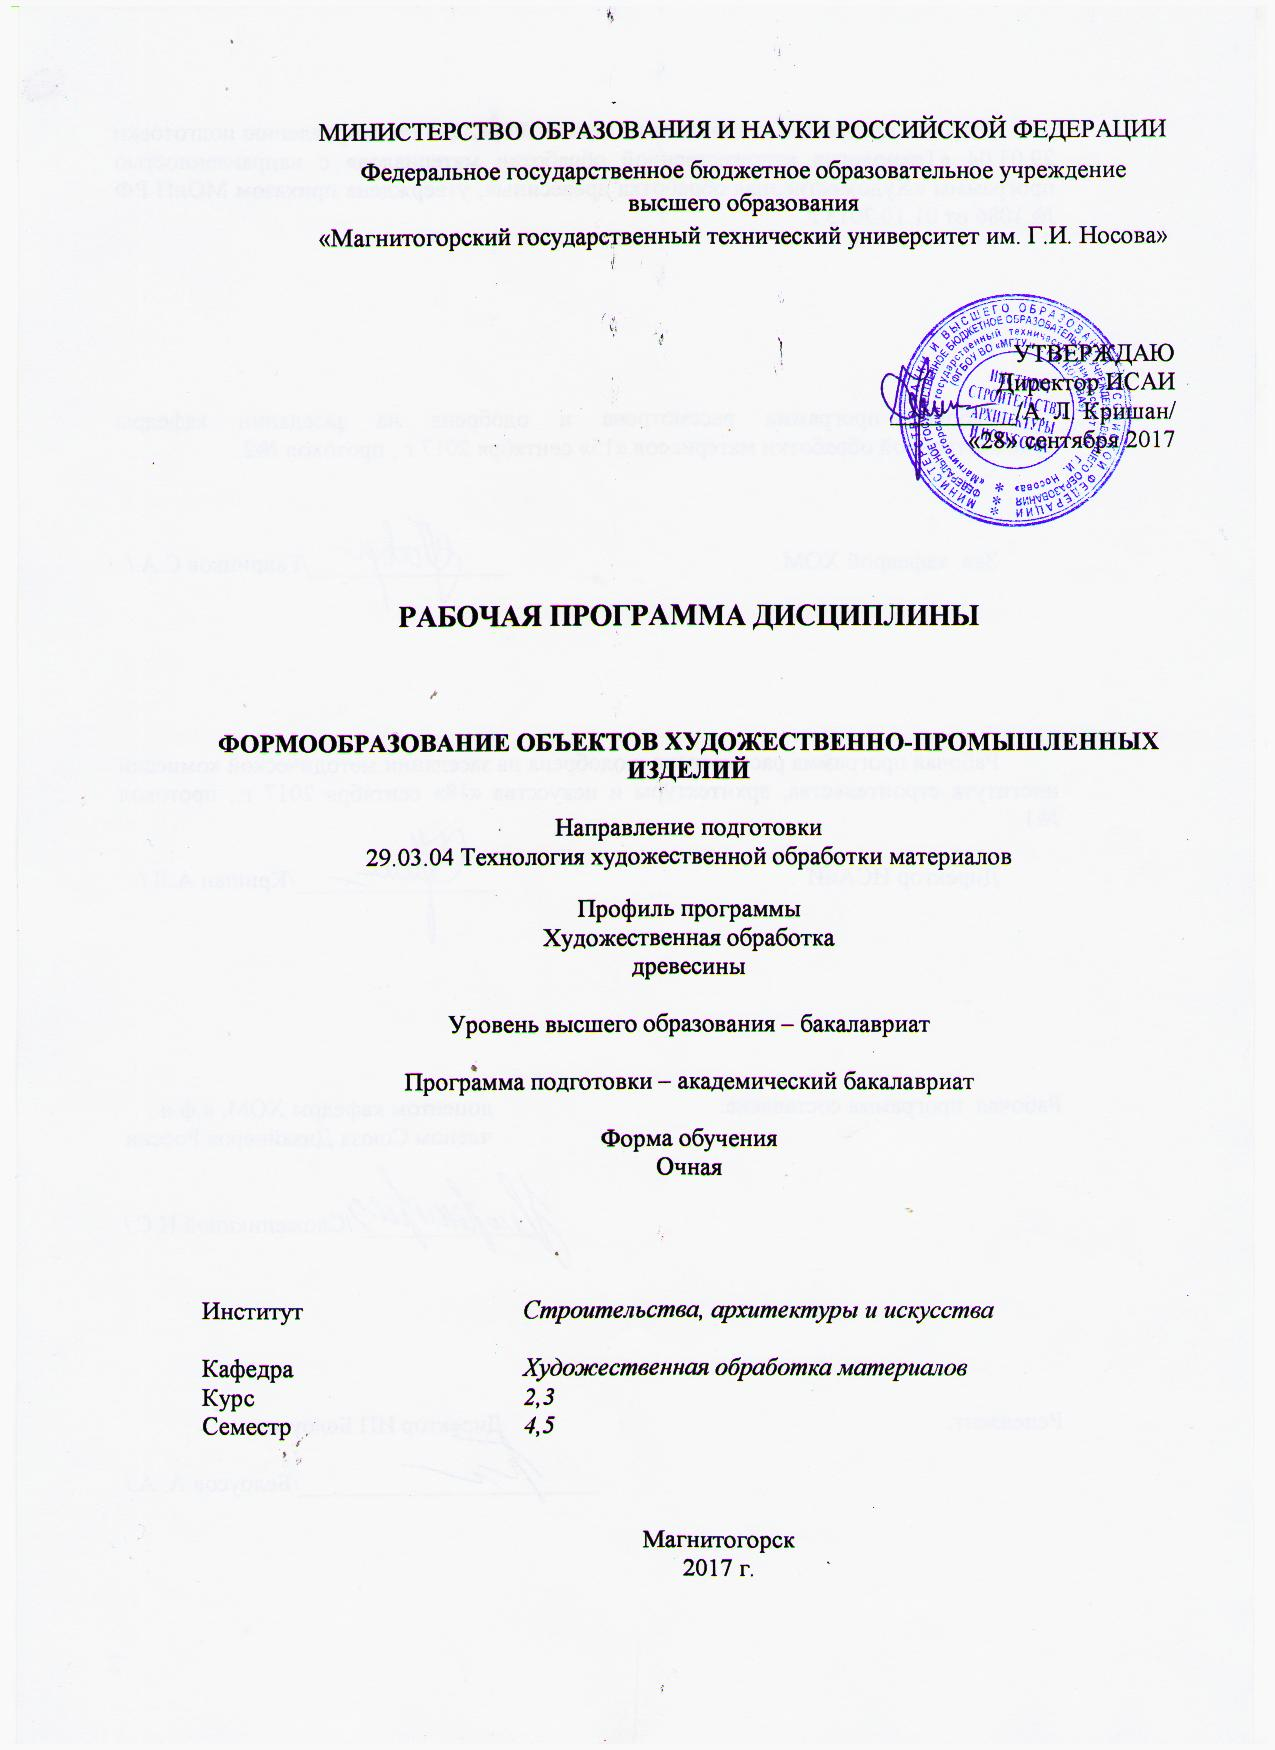 МИНИСТЕРСТВО ОБРАЗОВАНИЯ И НАУКИ РОССИЙСКОЙ ФЕДЕРАЦИИ
Федеральное государственное бюджетное образовательное учреждение
высшего образования
«Магнитогорский государственный технический университет им. Г.И. Носова»
УТВЕРЖДАЮ
Директор ИСАИ
/А. Л. Кришан/
«28» сентября 2017
РАБОЧАЯ ПРОГРАММА ДИСЦИПЛИНЫ
ФОРМООБРАЗОВАНИЕ ОБЪЕКТОВ ХУДОЖЕСТВЕННО-ПРОМЫШЛЕННЫХ
ИЗДЕЛИЙ
Направление подготовки
29.03.04 Технология художественной обработки материалов
Профиль программы
Художественная обработка
древесины
Уровень высшего образования – бакалавриат
Программа подготовки – академический бакалавриат
Форма обучения
Очная
Институт Строительства, архитектуры и искусства
Кафедра Художественная обработка материалов
Курс 2,3
Семестр 4,5
Магнитогорск
2017 г.